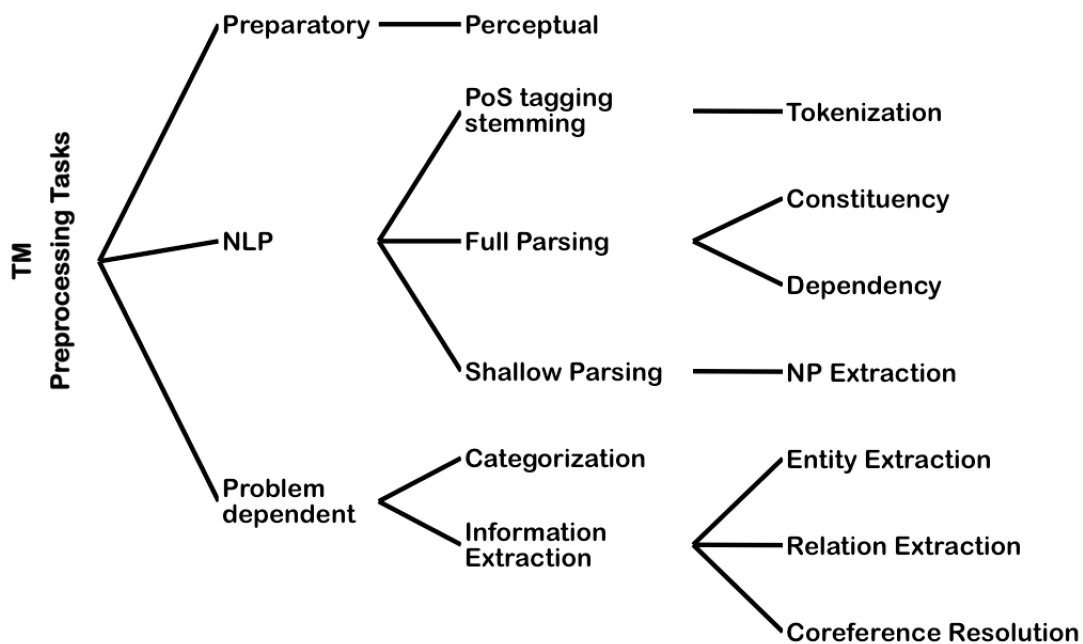 TM
Preprocessing Tasks
Preparatory
Perceptual
NLP
PoS tagging
stemming
Tokenization
Full Parsing
Constituency
Dependency
Shallow Parsing
NP Extraction
Problem
dependent
Categorization
Information
Extraction
Entity Extraction
Relation Extraction
Coreference Resolution